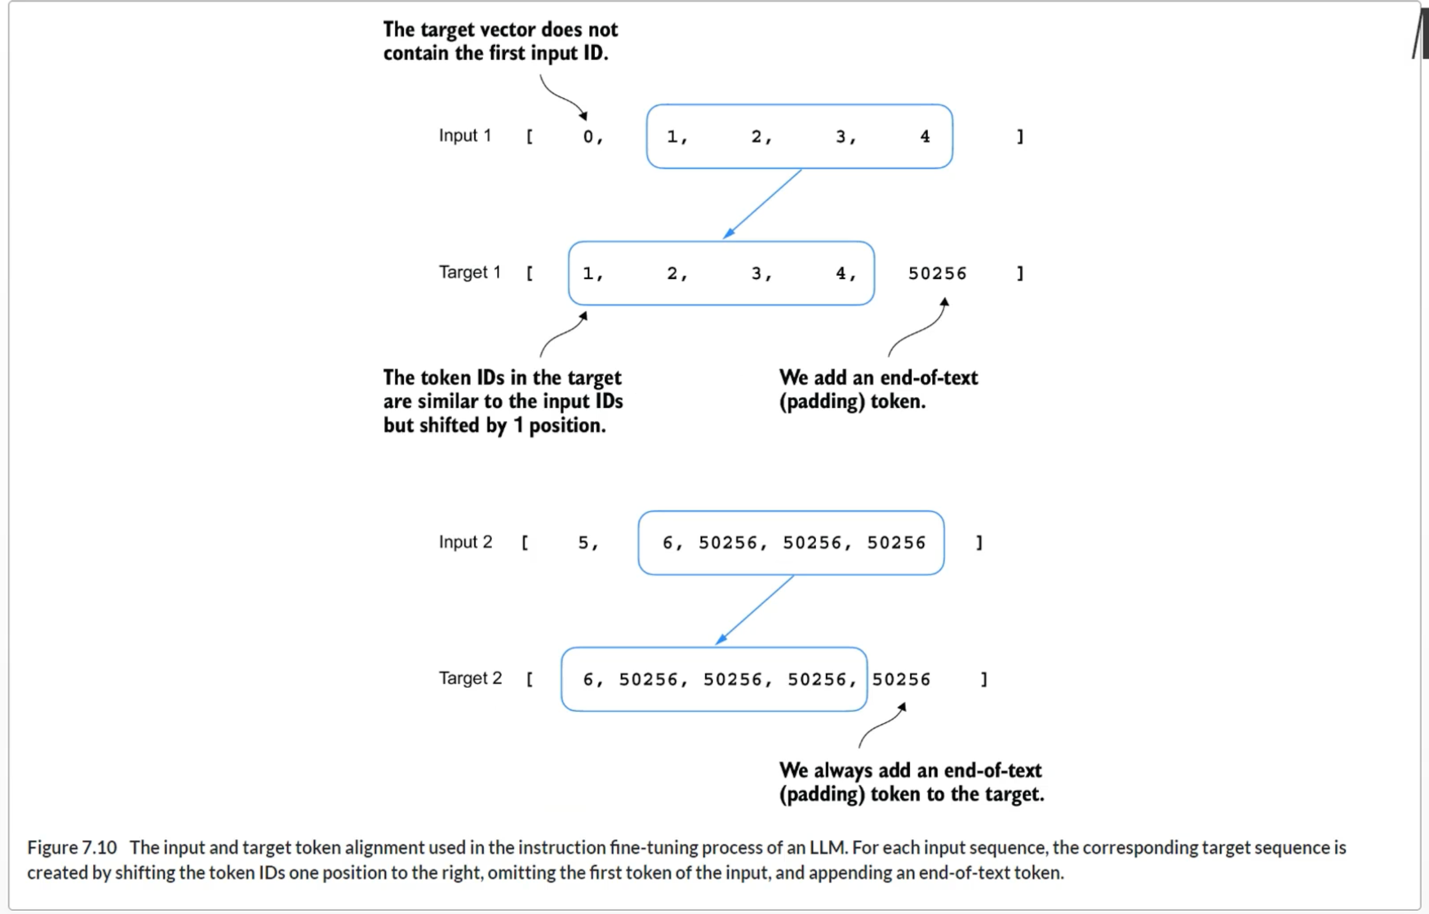 The target vector does not
contain the first input ID.
Input 1 [ 0, 1, 2, 3, 4 ]
Target 1 [ 1, 2, 3, 4, 50256 ]
The token IDs in the target
are similar to the input IDs
but shifted by 1 position.
We add an end-of-text
(padding) token.
Input 2 [ 5, 6, 50256, 50256, 50256 ]
Target 2 [ 6, 50256, 50256, 50256, 50256 ]
We always add an end-of-text
(padding) token to the target.
Figure 7.10 The input and target token alignment used in the instruction fine-tuning process of an LLM. For each input sequence, the corresponding target sequence is
created by shifting the token IDs one position to the right, omitting the first token of the input, and appending an end-of-text token.